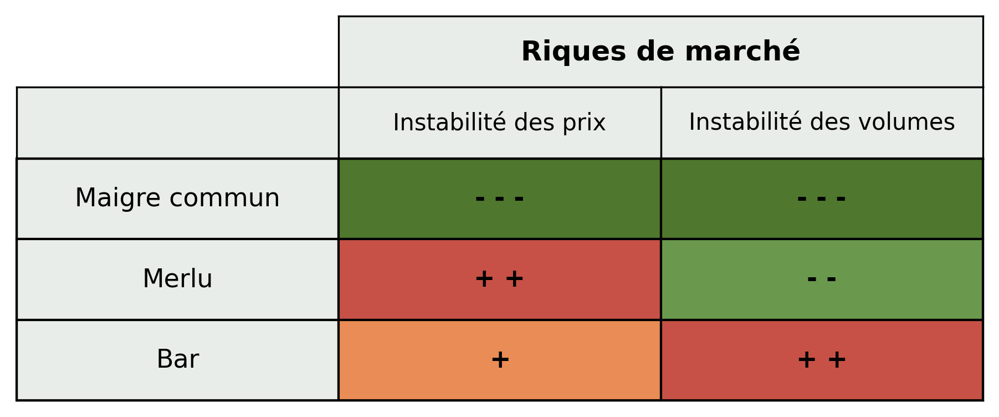 Riques de marché
Instabilité des prix Instabilité des volumes
Maigre commun - - - - - -
Merlu + + - -
Bar + + +